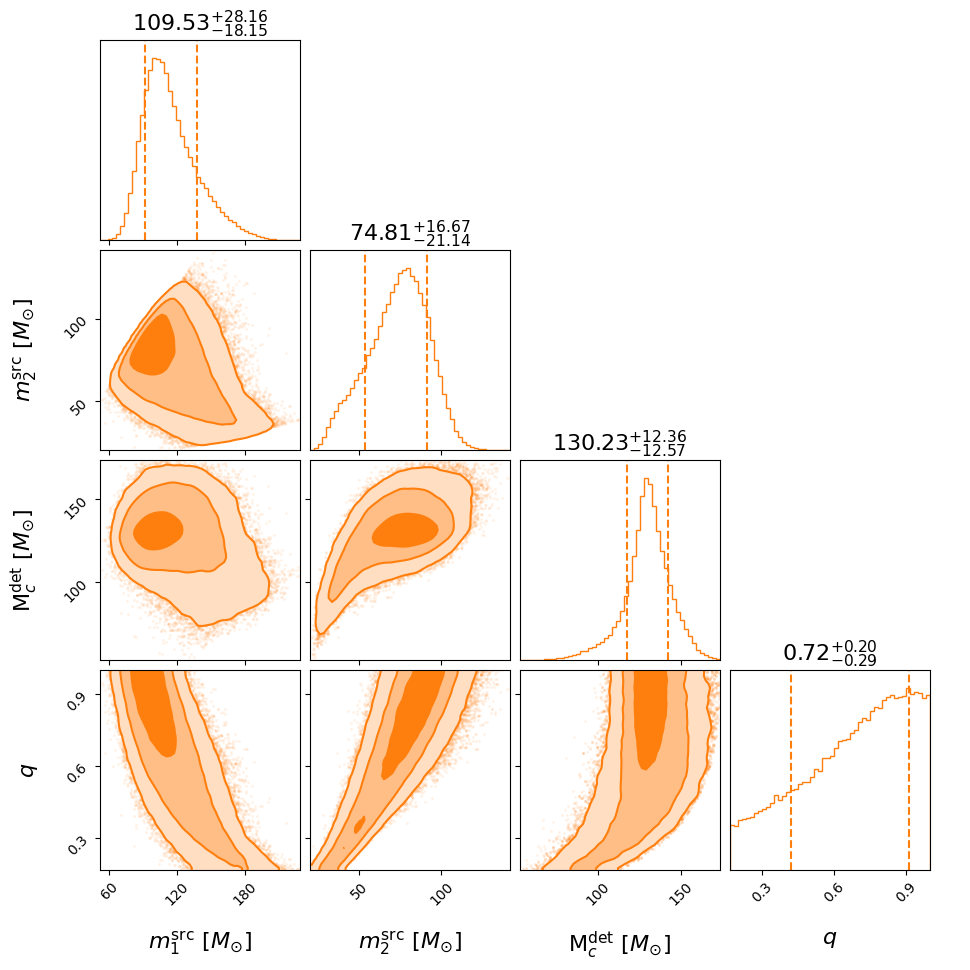 109.53^{+28.16}_{-18.15}
74.81^{+16.67}_{-21.14}
m_2^{src} [M_⊙]
100
50
130.23^{+12.36}_{-12.57}
M_c^{det} [M_⊙]
150
100
0.72^{+0.20}_{-0.29}
q
0.9
0.6
0.3
60 120 180 50 100 100 150 0.3 0.6 0.9
m_1^{src} [M_⊙] m_2^{src} [M_⊙] M_c^{det} [M_⊙] q